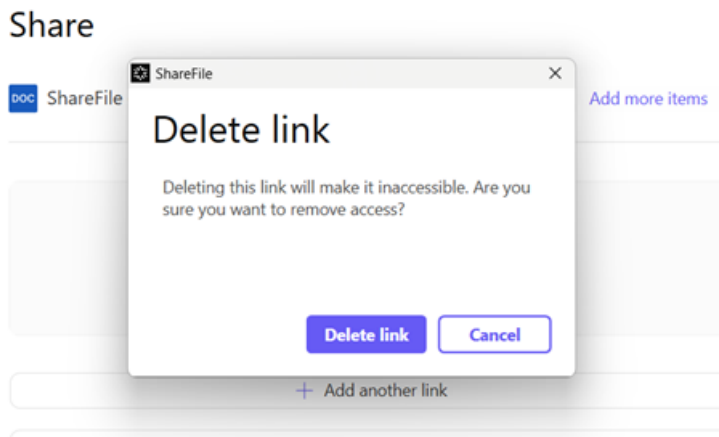 Share
ShareFile
DOC ShareFile
Add more items
Delete link
Deleting this link will make it inaccessible. Are you
sure you want to remove access?
Delete link
Cancel
Add another link